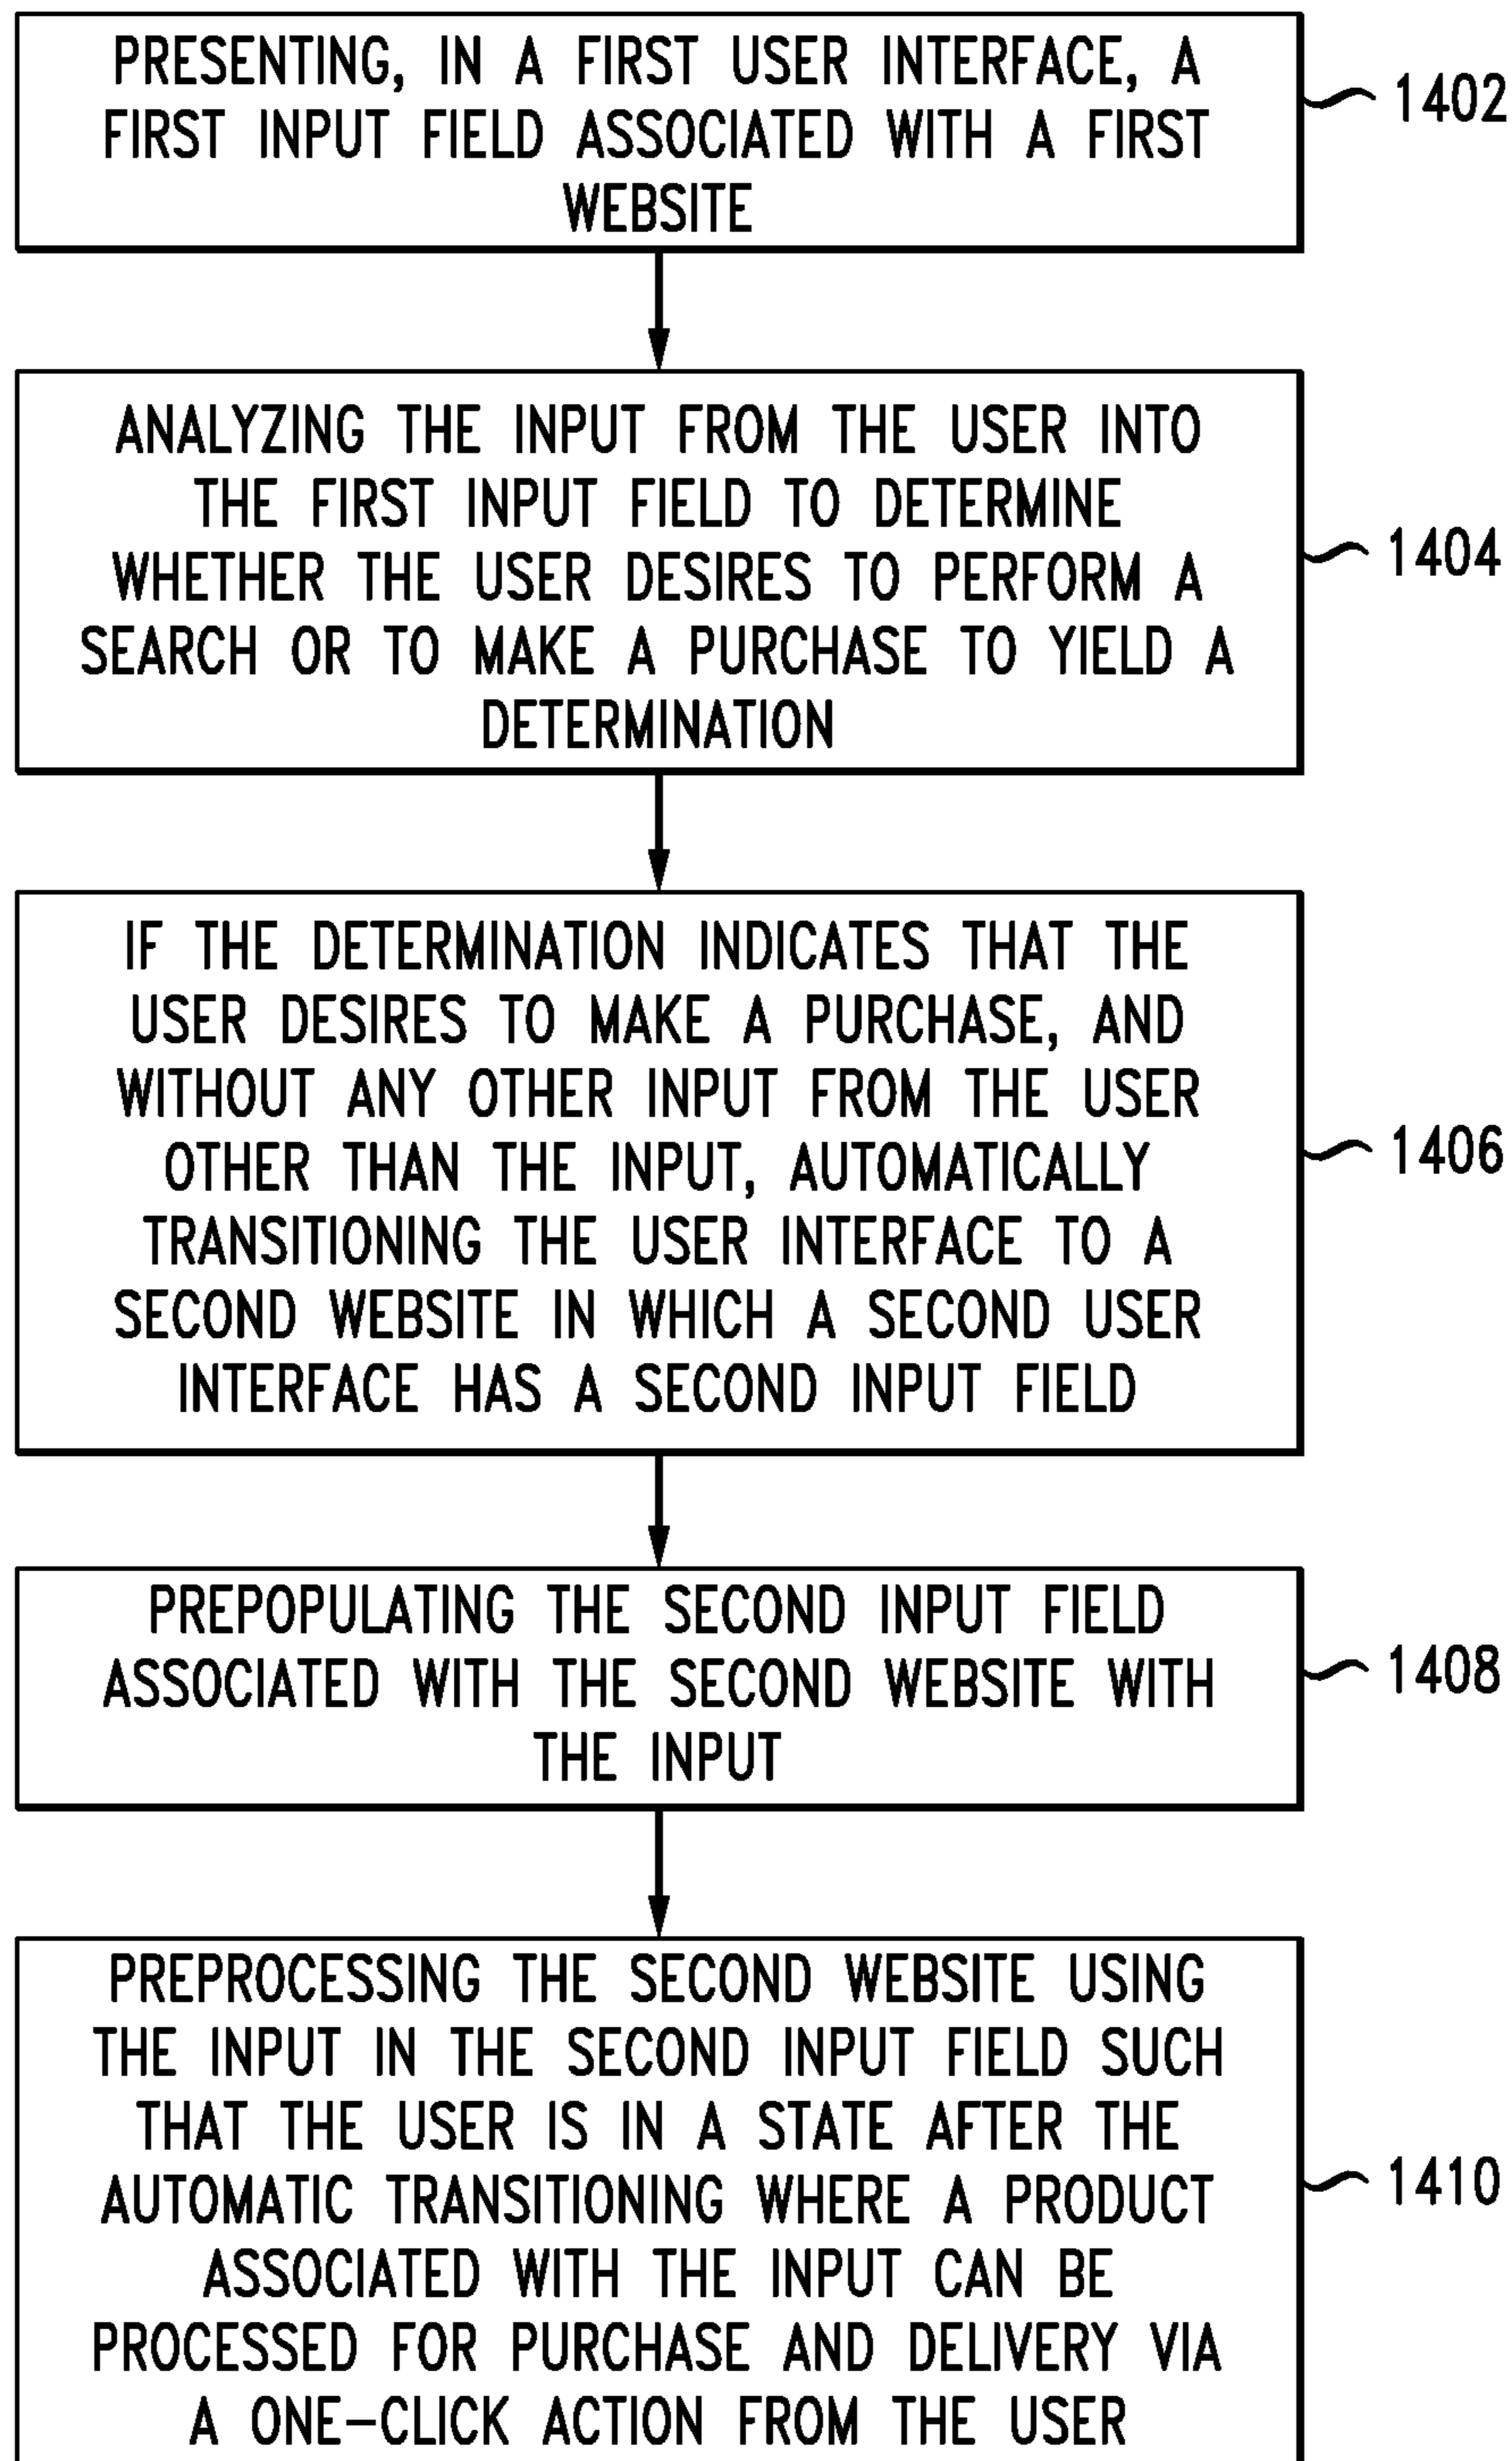 PRESENTING, IN A FIRST USER INTERFACE, A
FIRST INPUT FIELD ASSOCIATED WITH A FIRST
WEBSITE
1402
ANALYZING THE INPUT FROM THE USER INTO
THE FIRST INPUT FIELD TO DETERMINE
WHETHER THE USER DESIRES TO PERFORM A
SEARCH OR TO MAKE A PURCHASE TO YIELD A
DETERMINATION
1404
IF THE DETERMINATION INDICATES THAT THE
USER DESIRES TO MAKE A PURCHASE, AND
WITHOUT ANY OTHER INPUT FROM THE USER
OTHER THAN THE INPUT, AUTOMATICALLY
TRANSITIONING THE USER INTERFACE TO A
SECOND WEBSITE IN WHICH A SECOND USER
INTERFACE HAS A SECOND INPUT FIELD
1406
PREPOPULATING THE SECOND INPUT FIELD
ASSOCIATED WITH THE SECOND WEBSITE WITH
THE INPUT
1408
PREPROCESSING THE SECOND WEBSITE USING
THE INPUT IN THE SECOND INPUT FIELD SUCH
THAT THE USER IS IN A STATE AFTER THE
AUTOMATIC TRANSITIONING WHERE A PRODUCT
ASSOCIATED WITH THE INPUT CAN BE
PROCESSED FOR PURCHASE AND DELIVERY VIA
A ONE-CLICK ACTION FROM THE USER
1410